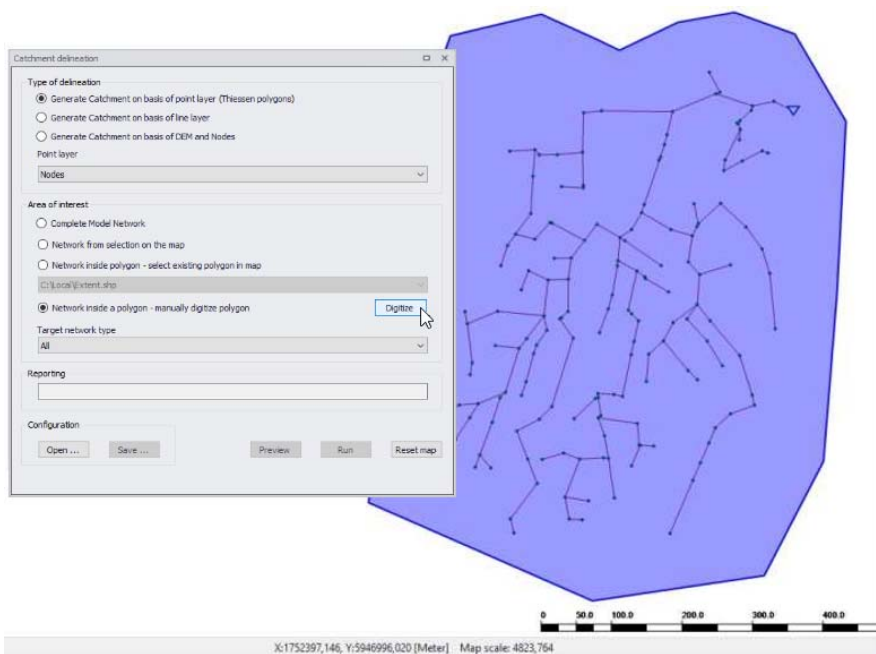 Catchment delineation
Type of delineation
Generate Catchment on basis of point layer (Thiessen polygons)
Generate Catchment on basis of line layer
Generate Catchment on basis of DEM and Nodes
Point layer
Nodes
Area of interest
Complete Model Network
Network from selection on the map
Network inside polygon - select existing polygon in map
C:\Local\Extent.shp
Network inside a polygon - manually digitize polygon Digitize
Target network type
All
Reporting
Configuration
Open ... Save ... Preview Run Reset map
0 50.0 100.0 200.0 300.0 400.0
X:1752397,146, Y:5946996,020 [Meter] Map scale: 4823,764